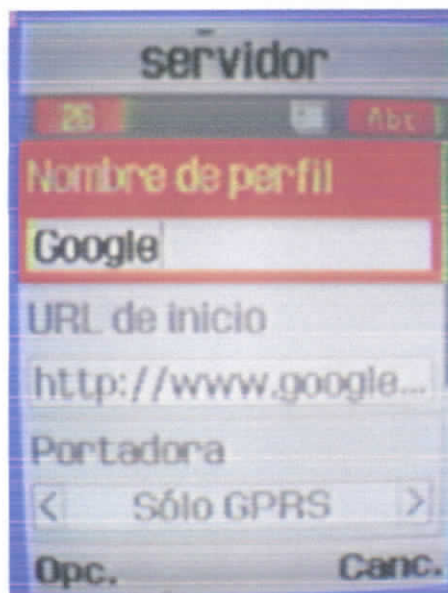 servidor
26 Abc
Nombre de perfil
Google
URL de inicio
http://www.google...
Portadora
< Sólo GPRS >
Opc. Canc.